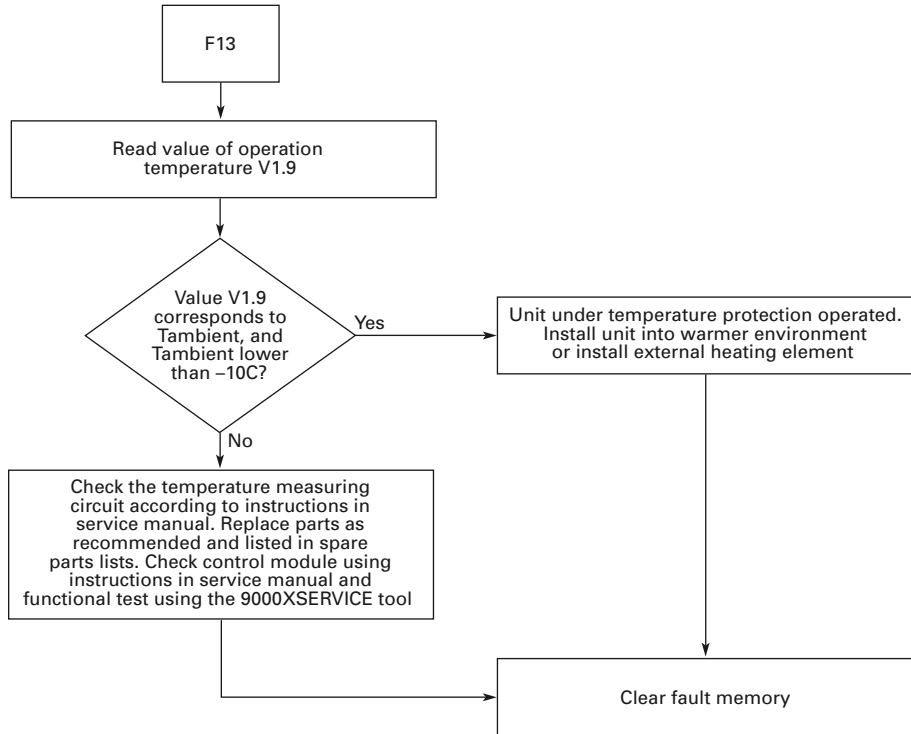 F13
Read value of operation
temperature V1.9
Value V1.9
corresponds to
Tambient, and
Tambient lower
than –10C?
Yes
Unit under temperature protection operated.
Install unit into warmer environment
or install external heating element
No
Check the temperature measuring
circuit according to instructions in
service manual. Replace parts as
recommended and listed in spare
parts lists. Check control module using
instructions in service manual and
functional test using the 9000XSERVICE tool
Clear fault memory